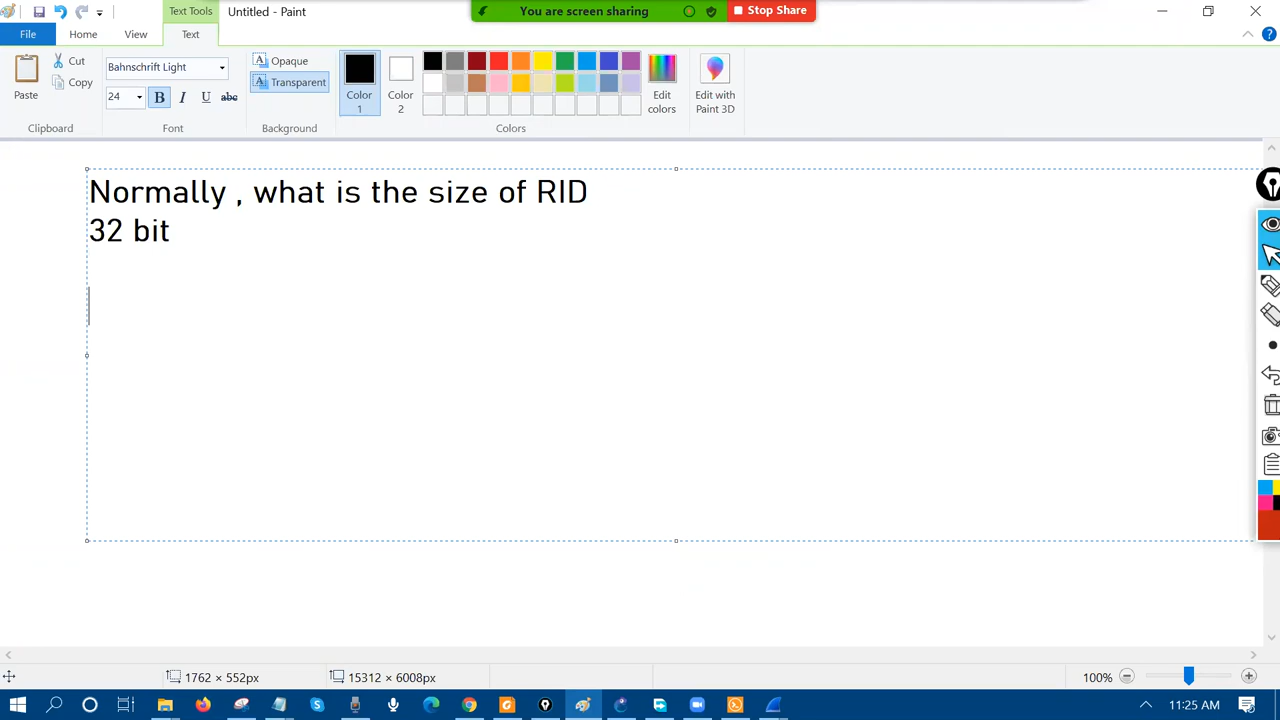 Untitled - Paint
Text Tools
You are screen sharing
Stop Share
File
Home
View
Text
Paste
Cut
Copy
Clipboard
Bahnschrift Light
24
B
I
U
abc
Font
Opaque
Transparent
Background
Color
1
Color
2
Colors
Edit
colors
Edit with
Paint 3D
Normally , what is the size of RID
32 bit
1762 × 552px
15312 × 6008px
100%
11:25 AM